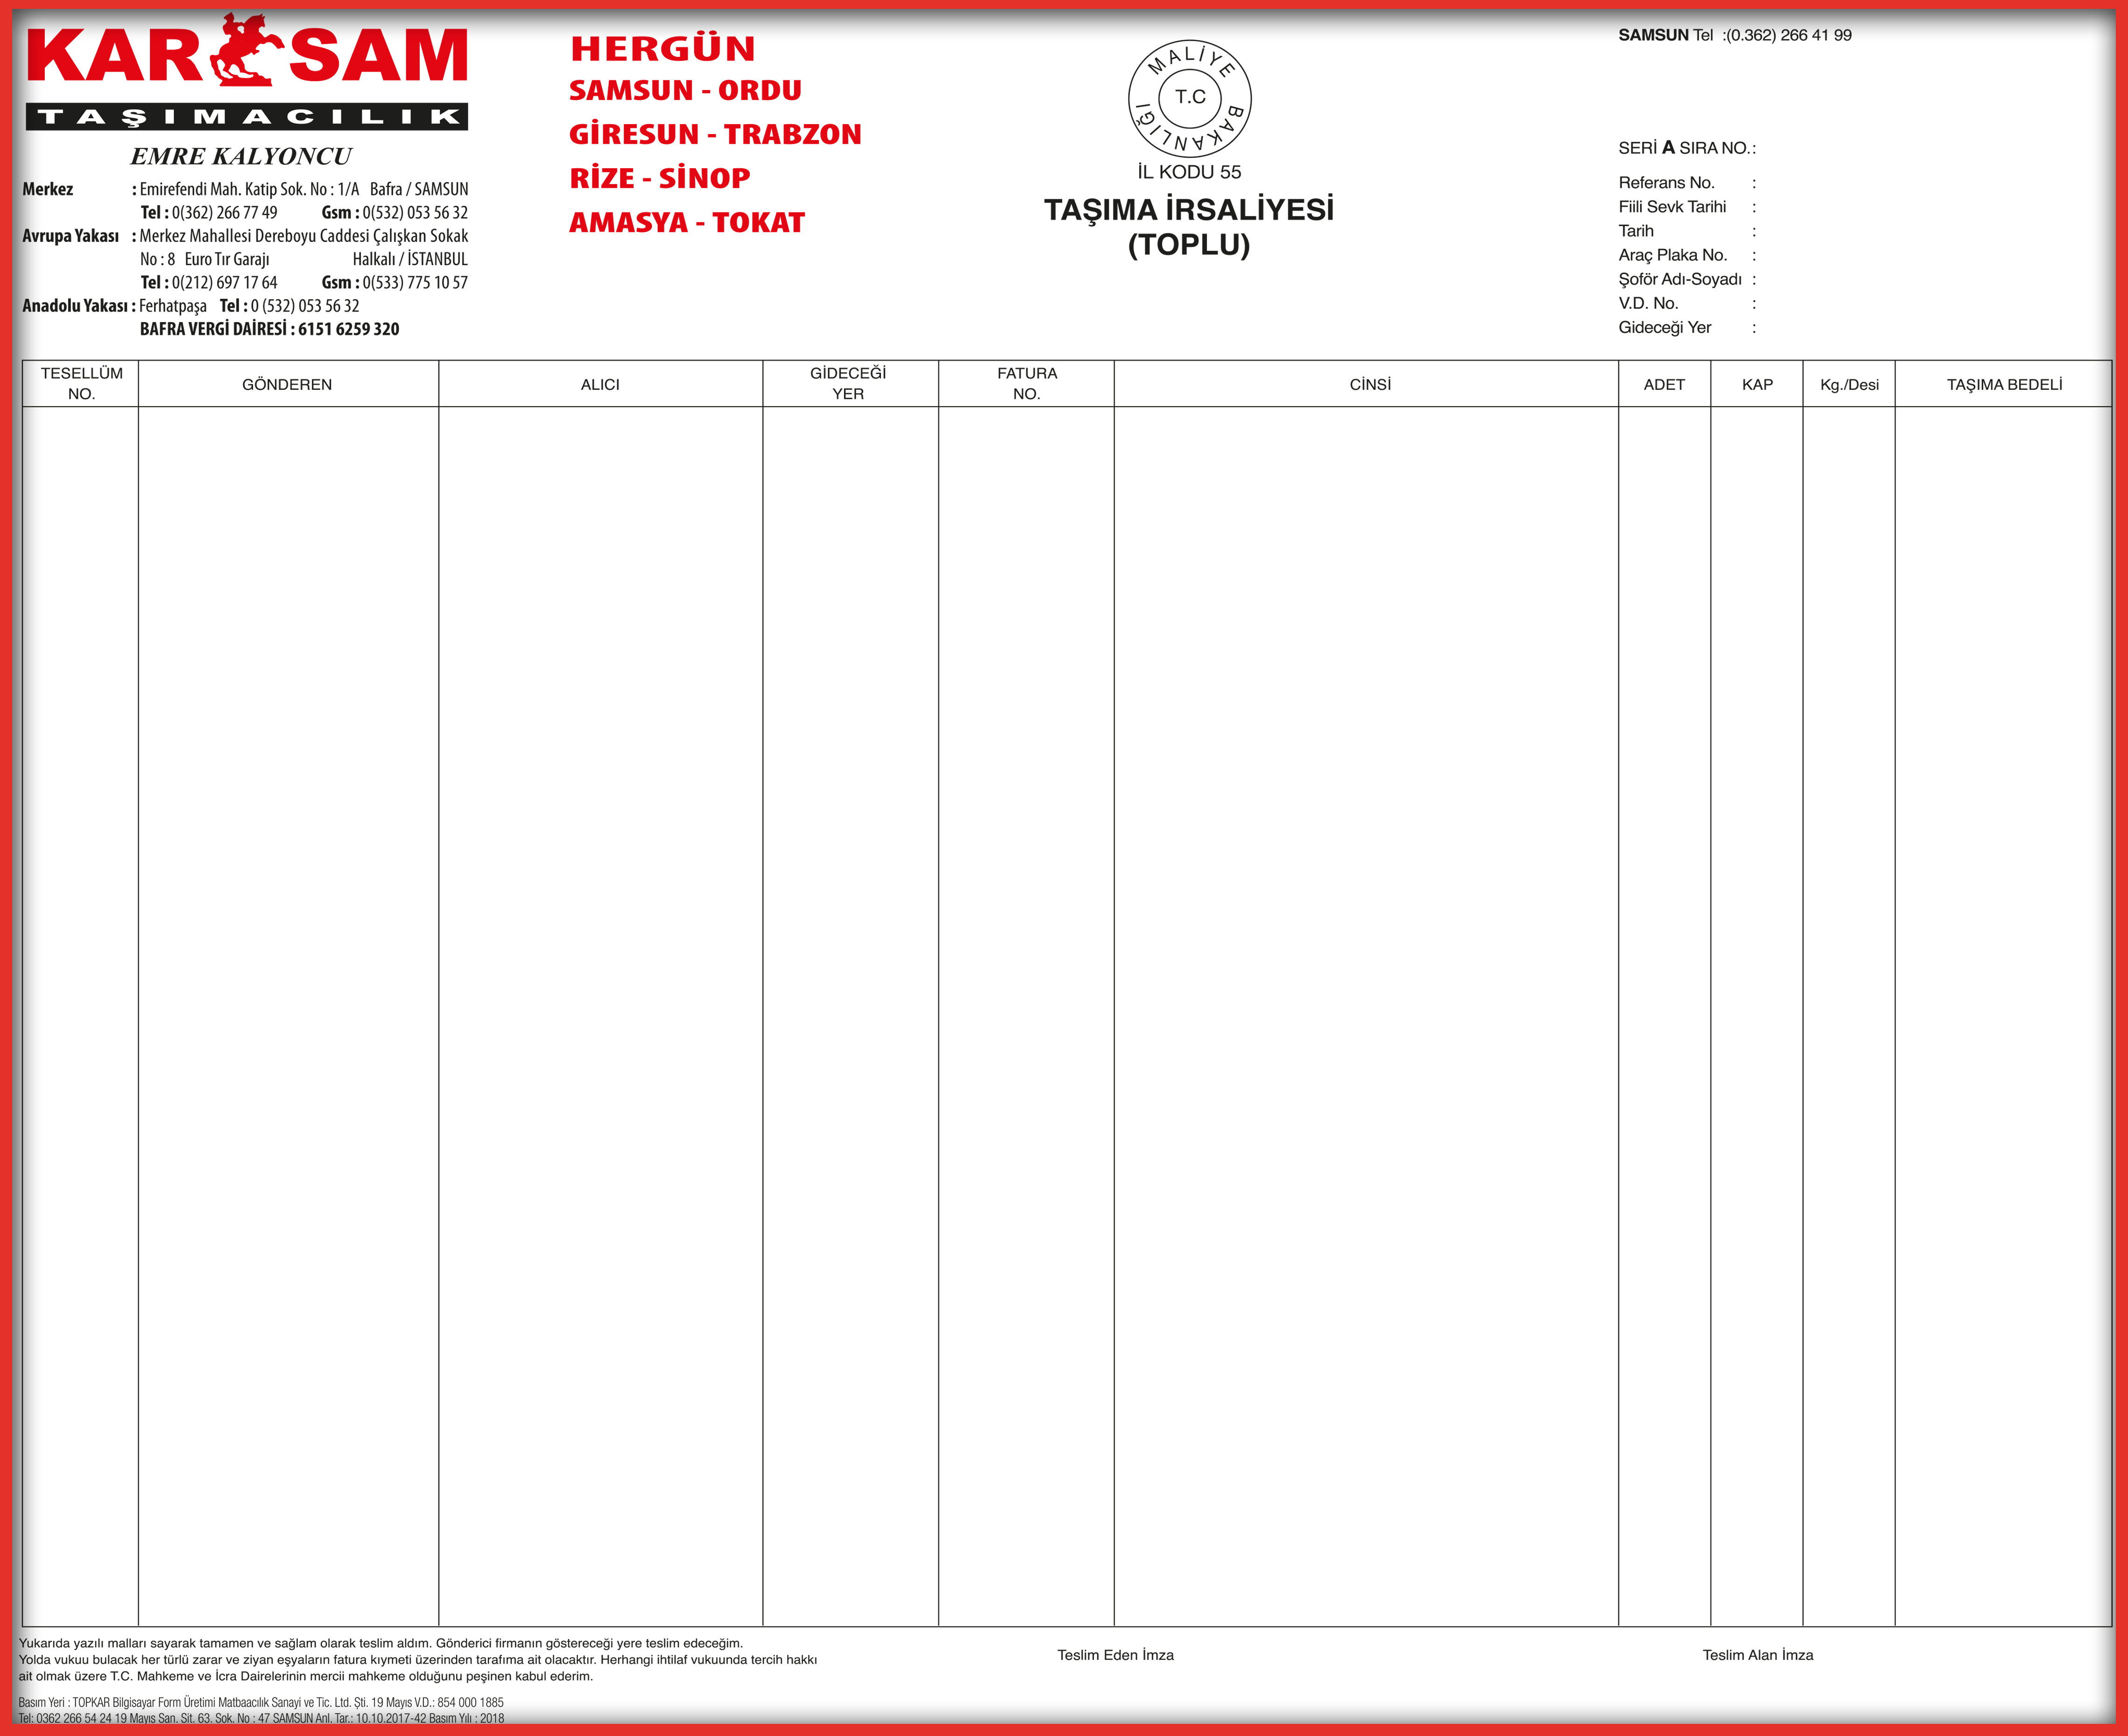 KAR SAM
TAŞIMACILIK
EMRE KALYONCU
Merkez : Emirefendi Mah. Katip Sok. No : 1/A Bafra / SAMSUN
Tel : 0(362) 266 77 49 Gsm : 0(532) 053 56 32
Avrupa Yakası : Merkez Mahallesi Dereboyu Caddesi Çalışkan Sokak
No : 8 Euro Tır Garajı Halkalı / İSTANBUL
Tel : 0(212) 697 17 64 Gsm : 0(533) 775 10 57
Anadolu Yakası : Ferhatpaşa Tel : 0 (532) 053 56 32
BAFRA VERGİ DAİRESİ : 6151 6259 320
HERGÜN
SAMSUN - ORDU
GİRESUN - TRABZON
RİZE - SİNOP
AMASYA - TOKAT
MALİYE BAKANLIĞI
T.C
İL KODU 55
TAŞIMA İRSALİYESİ
(TOPLU)
SAMSUN Tel :(0.362) 266 41 99
SERİ A SIRA NO.:
Referans No. :
Fiili Sevk Tarihi :
Tarih :
Araç Plaka No. :
Şoför Adı-Soyadı :
V.D. No. :
Gideceği Yer :
TESELLÜM NO. GÖNDEREN ALICI GİDECEĞİ YER FATURA NO. CİNSİ ADET KAP Kg./Desi TAŞIMA BEDELİ
Yukarıda yazılı malları sayarak tamamen ve sağlam olarak teslim aldım. Gönderici firmanın göstereceği yere teslim edeceğim.
Yolda vukuu bulacak her türlü zarar ve ziyan eşyaların fatura kıymeti üzerinden tarafıma ait olacaktır. Herhangi ihtilaf vukuunda tercih hakkı
ait olmak üzere T.C. Mahkeme ve İcra Dairelerinin mercii mahkeme olduğunu peşinen kabul ederim.
Teslim Eden İmza
Teslim Alan İmza
Basım Yeri : TOPKAR Bilgisayar Form Üretimi Matbaacılık Sanayi ve Tic. Ltd. Şti. 19 Mayıs V.D.: 854 000 1885
Tel: 0362 266 54 24 19 Mayıs San. Sit. 63. Sok. No : 47 SAMSUN Anl. Tar.: 10.10.2017-42 Basım Yılı : 2018